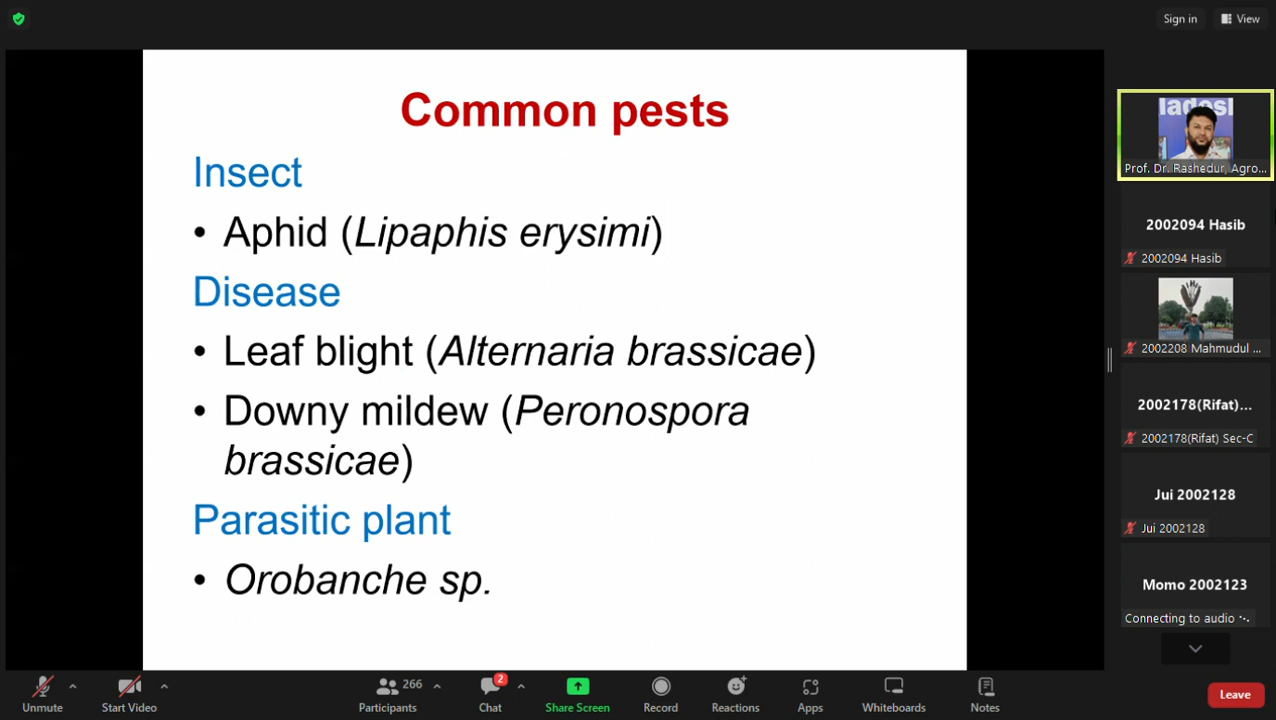 Sign in
View
Common pests
Insect
• Aphid (Lipaphis erysimi)
Disease
• Leaf blight (Alternaria brassicae)
• Downy mildew (Peronospora
brassicae)
Parasitic plant
• Orobanche sp.
ladesl
Prof. Dr. Rashedur, Agro...
2002094 Hasib
2002094 Hasib
2002208 Mahmudul ...
2002178(Rifat)...
2002178(Rifat) Sec-C
Jui 2002128
Jui 2002128
Momo 2002123
Connecting to audio
Unmute
Start Video
266
Participants
2
Chat
Share Screen
Record
Reactions
Apps
Whiteboards
Notes
Leave